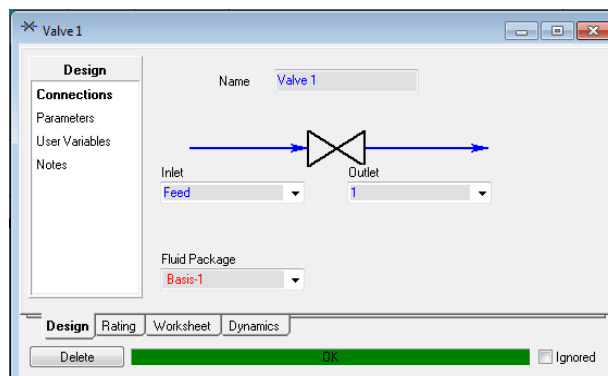 Valve 1
Design
Connections
Parameters
User Variables
Notes
Name Valve 1
Inlet Outlet
Feed 1
Fluid Package
Basis-1
Design Rating Worksheet Dynamics
Delete OK Ignored